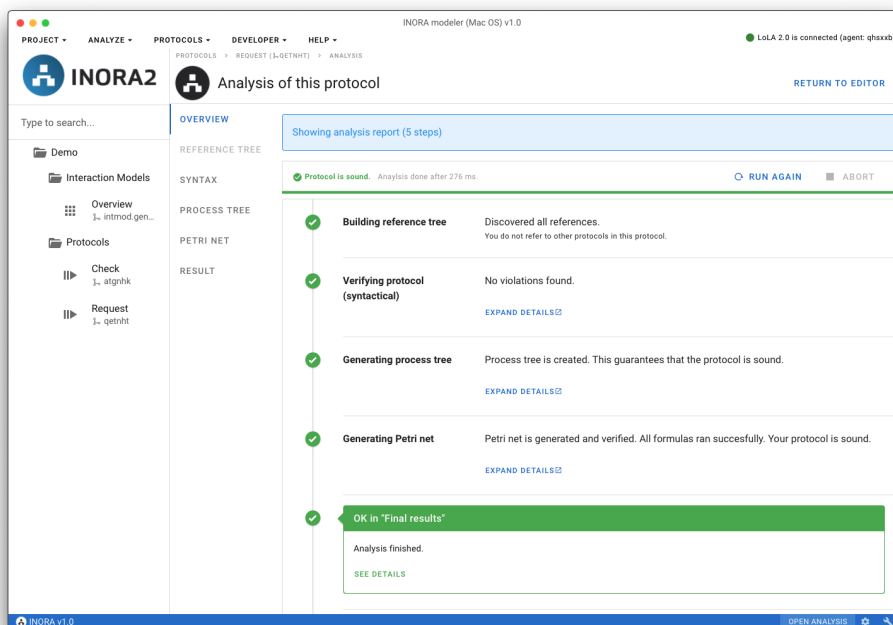 INORA modeler (Mac OS) v1.0
PROJECT ANALYZE PROTOCOLS DEVELOPER HELP
LoLA 2.0 is connected (agent: qhsxxb
INORA2
PROTOCOLS > REQUEST (QETNHT) > ANALYSIS
Analysis of this protocol
RETURN TO EDITOR
Type to search...
Demo
Interaction Models
Overview
intmod.gen...
Protocols
Check
atgnhk
Request
qetnht
OVERVIEW
REFERENCE TREE
SYNTAX
PROCESS TREE
PETRI NET
RESULT
Showing analysis report (5 steps)
Protocol is sound. Anaylsis done after 276 ms.
RUN AGAIN
ABORT
Building reference tree
Discovered all references.
You do not refer to other protocols in this protocol.
Verifying protocol
(syntactical)
No violations found.
EXPAND DETAILS
Generating process tree
Process tree is created. This guarantees that the protocol is sound.
EXPAND DETAILS
Generating Petri net
Petri net is generated and verified. All formulas ran succesfully. Your protocol is sound.
EXPAND DETAILS
OK in "Final results"
Analysis finished.
SEE DETAILS
INORA v1.0
OPEN ANALYSIS